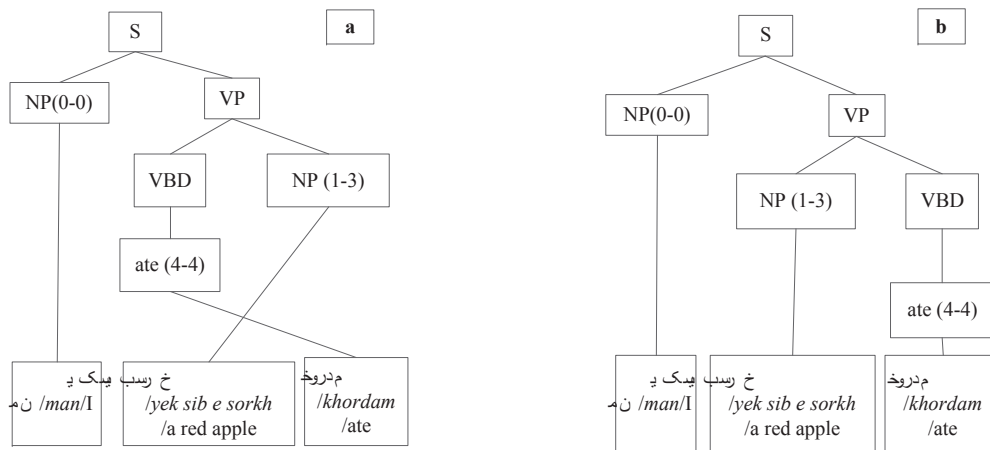 a
S
NP(0-0) VP
VBD NP (1-3)
ate (4-4)
مدروخ
ن م /man/I
/yek sib e sorkh
/a red apple
/khordam
/ate
b
S
NP(0-0) VP
NP (1-3) VBD
ate (4-4)
مدروخ
ن م /man/I
/yek sib e sorkh
/a red apple
/khordam
/ate